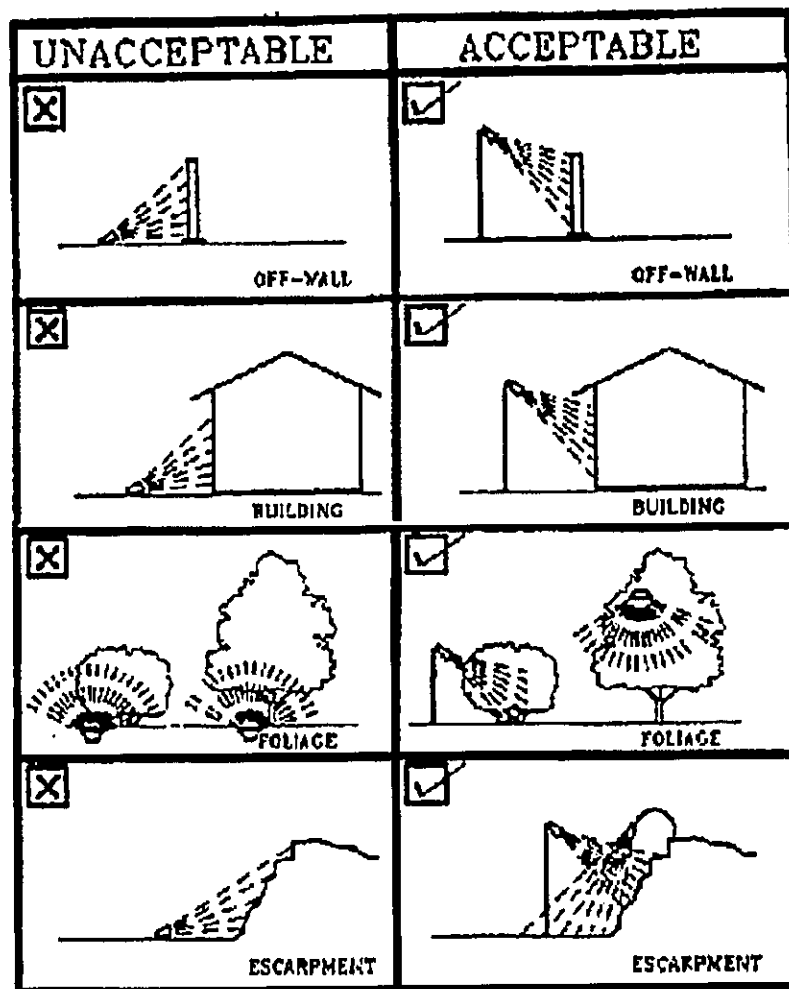 UNACCEPTABLE
ACCEPTABLE
OFF-WALL
OFF-WALL
BUILDING
BUILDING
FOLIAGE
FOLIAGE
ESCARPMENT
ESCARPMENT